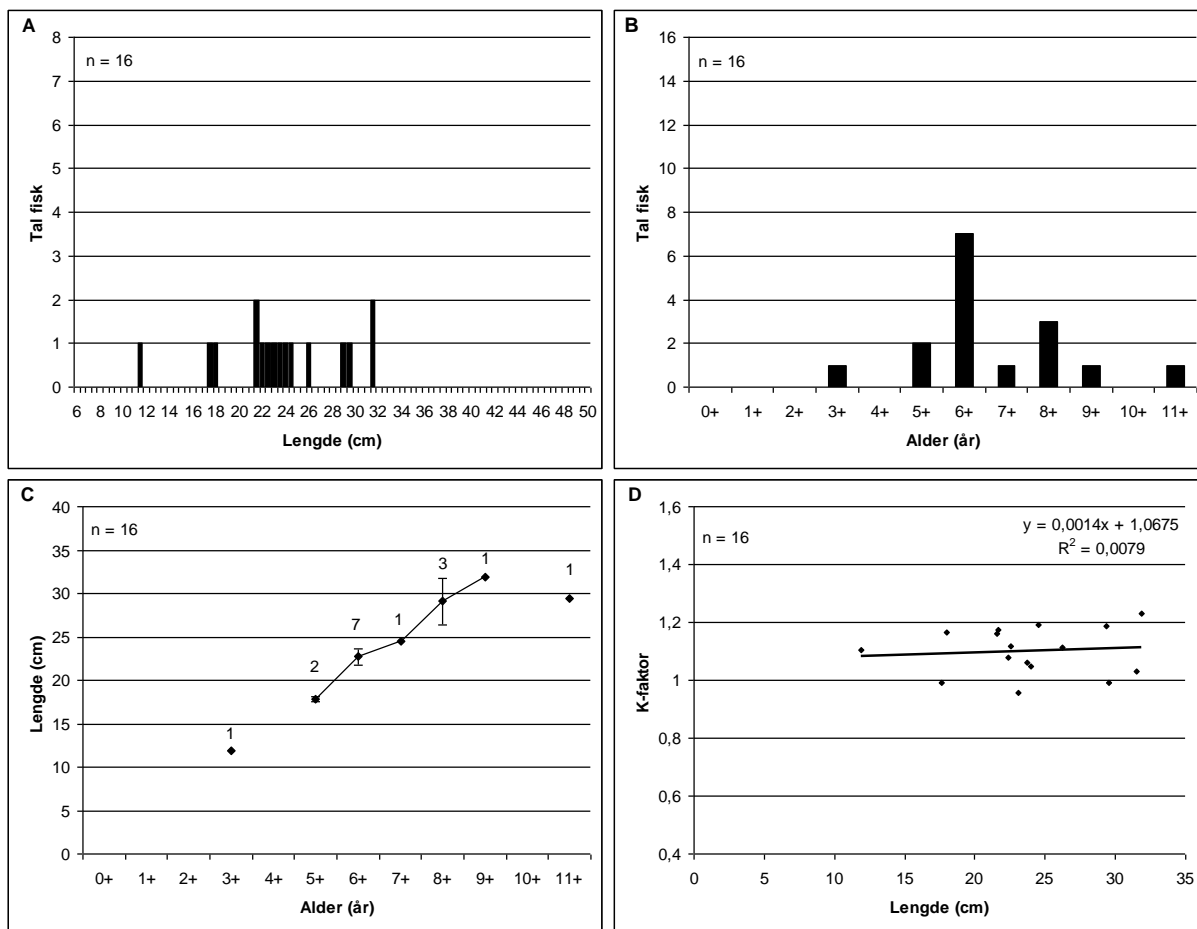 A
n = 16
8
7
6
5
4
3
2
1
0
Tal fisk
6 8 10 12 14 16 18 20 22 24 26 28 30 32 34 36 38 40 42 44 46 48 50
Lengde (cm)
B
n = 16
16
14
12
10
8
6
4
2
0
Tal fisk
0+ 1+ 2+ 3+ 4+ 5+ 6+ 7+ 8+ 9+ 10+ 11+
Alder (år)
C
n = 16
40
35
30
25
20
15
10
5
0
Lengde (cm)
1 2 7 1 3 1 1
0+ 1+ 2+ 3+ 4+ 5+ 6+ 7+ 8+ 9+ 10+ 11+
Alder (år)
D
n = 16
y = 0,0014x + 1,0675
R² = 0,0079
1,6
1,4
1,2
1
0,8
0,6
0,4
K-faktor
0 5 10 15 20 25 30 35
Lengde (cm)